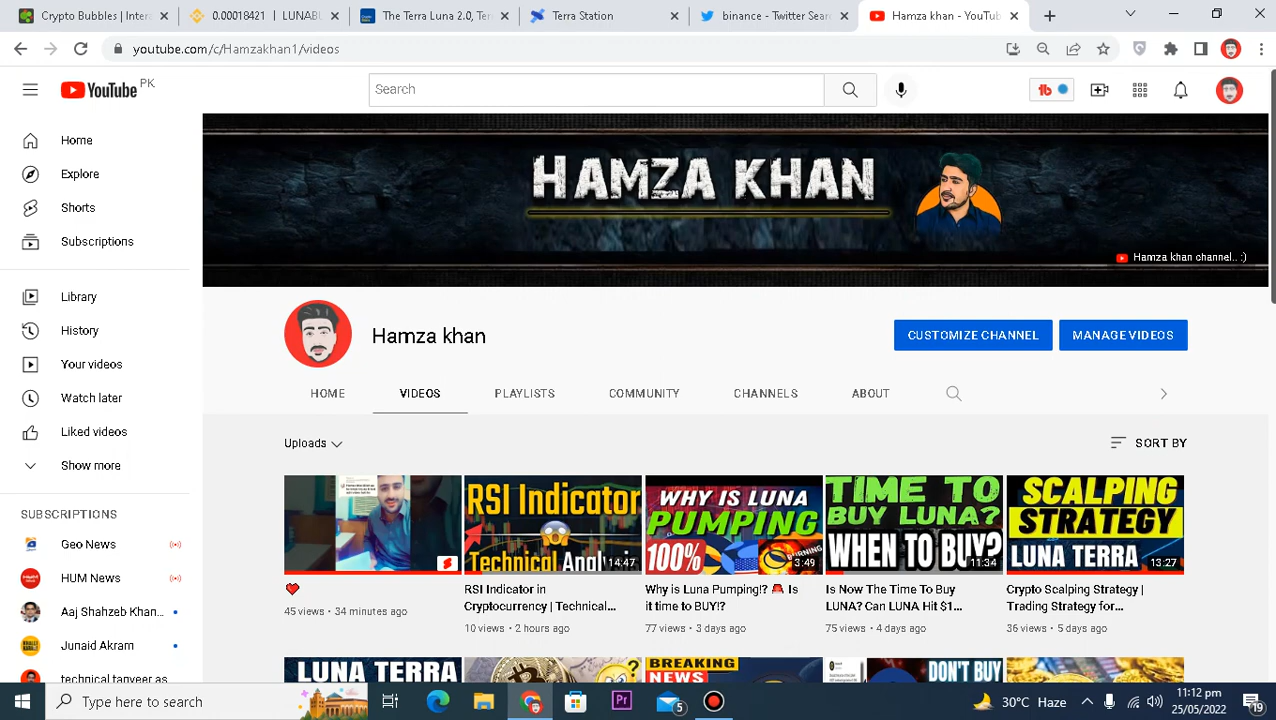 Crypto Bubbles | Intera
0.00018421 | LUNABU
The Terra Luna 2.0, Ter
Terra Station
binance - Twitter Sear
Hamza khan - YouTub
youtube.com/c/Hamzakhan1/videos
YouTube PK
Search
Home
Explore
Shorts
Subscriptions
Library
History
Your videos
Watch later
Liked videos
Show more
SUBSCRIPTIONS
Geo News
HUM News
Aaj Shahzeb Khan...
Junaid Akram
technical tanveer as
HAMZA KHAN
Hamza khan channel.. :)
Hamza khan
CUSTOMIZE CHANNEL
MANAGE VIDEOS
HOME
VIDEOS
PLAYLISTS
COMMUNITY
CHANNELS
ABOUT
Uploads
SORT BY
❤
45 views • 34 minutes ago
RSI Indicator
Technical Anal
14:47
RSI Indicator in
Cryptocurrency | Technical...
10 views • 2 hours ago
WHY IS LUNA
PUMPING
100%
BURNING
3:49
Why is Luna Pumping!? Is
it time to BUY!?
77 views • 3 days ago
TIME TO
BUY LUNA?
WHEN TO BUY?
11:34
Is Now The Time To Buy
LUNA? Can LUNA Hit $1...
75 views • 4 days ago
SCALPING
STRATEGY
LUNA TERRA
13:27
Crypto Scalping Strategy |
Trading Strategy for...
36 views • 5 days ago
LUNA TERRA
BREAKING
NEWS
DON'T BUY
Type here to search
Pr
5
30°C Haze
11:12 pm
25/05/2022
19